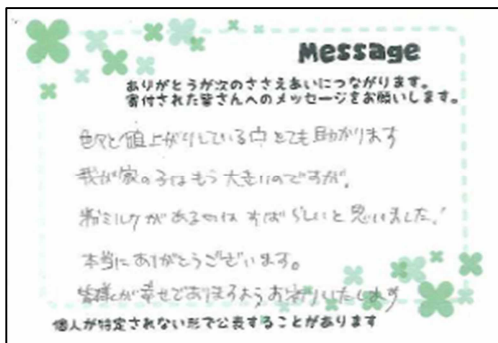 Message
ありがとうが次のささえあいにつながります。
寄付された皆さんへのメッセージをお願いします。
色々と値上がりしている中とても助かります
我が家の子はもう大きいのですが、
粉ミルクがあるのはすばらしいと思いました!
本当にありがとうございます。
皆様が幸せでありますようお祈りいたします
個人が特定されない形で公表することがあります